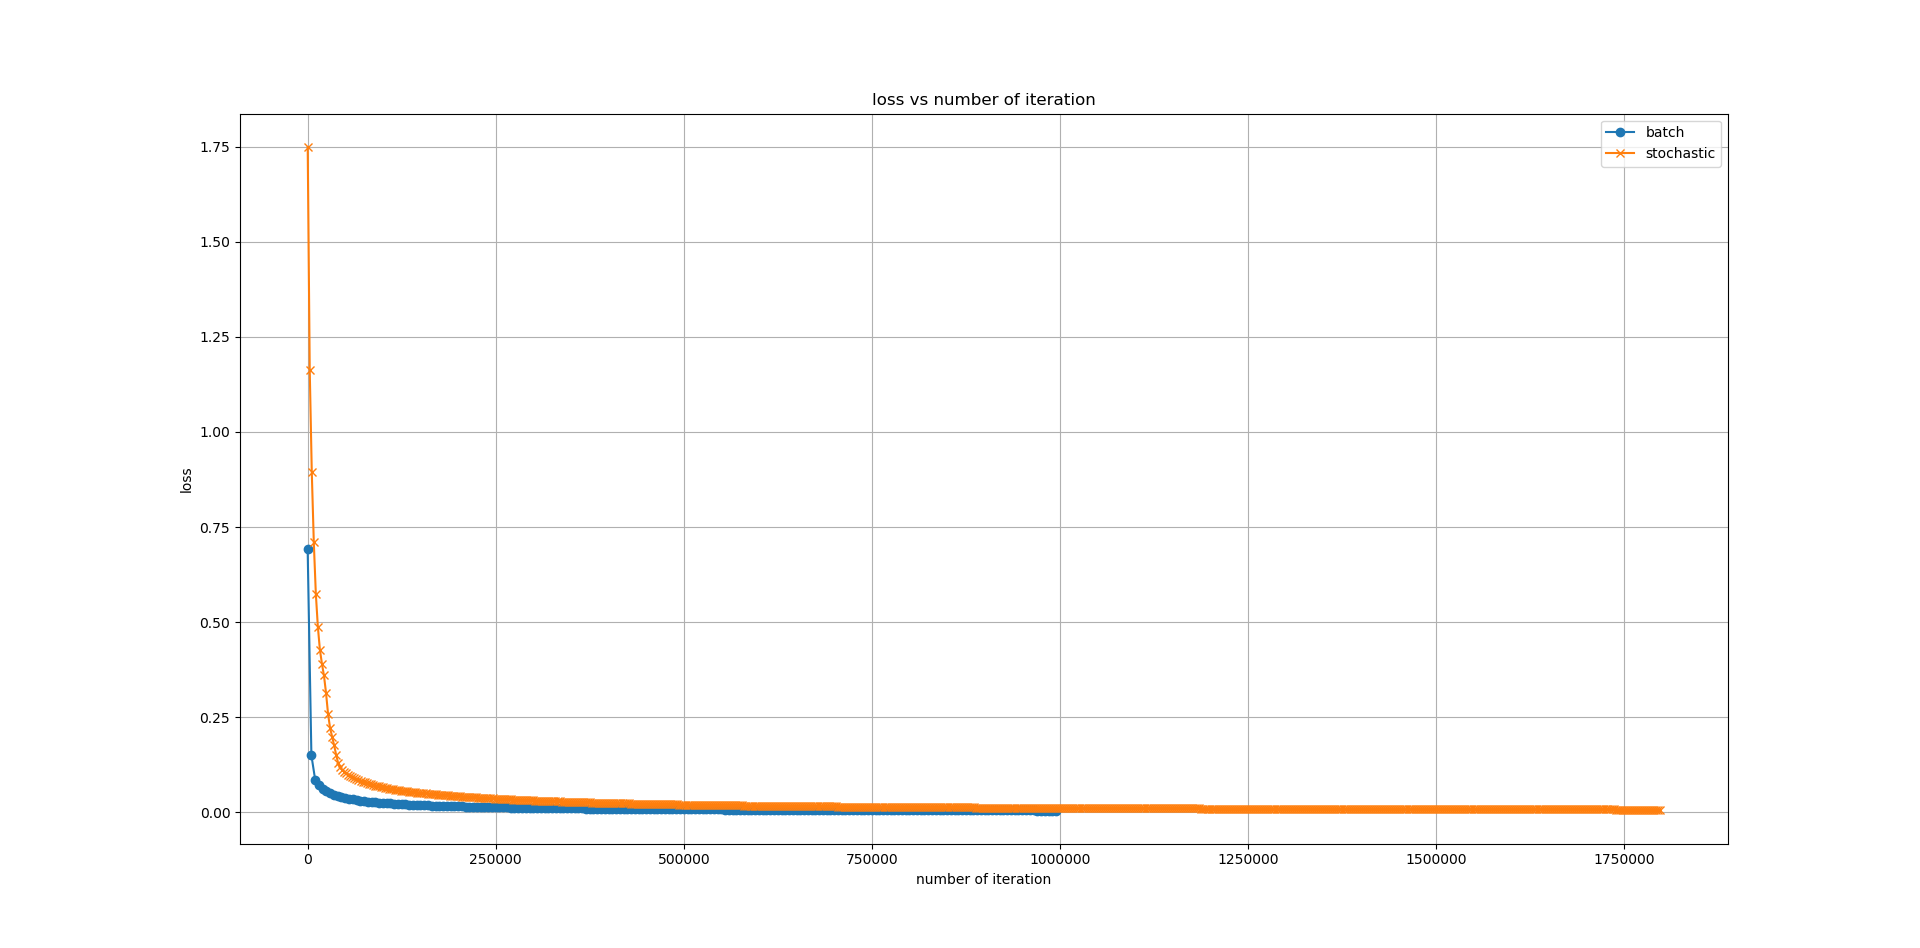 loss vs number of iteration
batch
stochastic
1.75
1.50
1.25
1.00
0.75
0.50
0.25
0.00
loss
0 250000 500000 750000 1000000 1250000 1500000 1750000
number of iteration